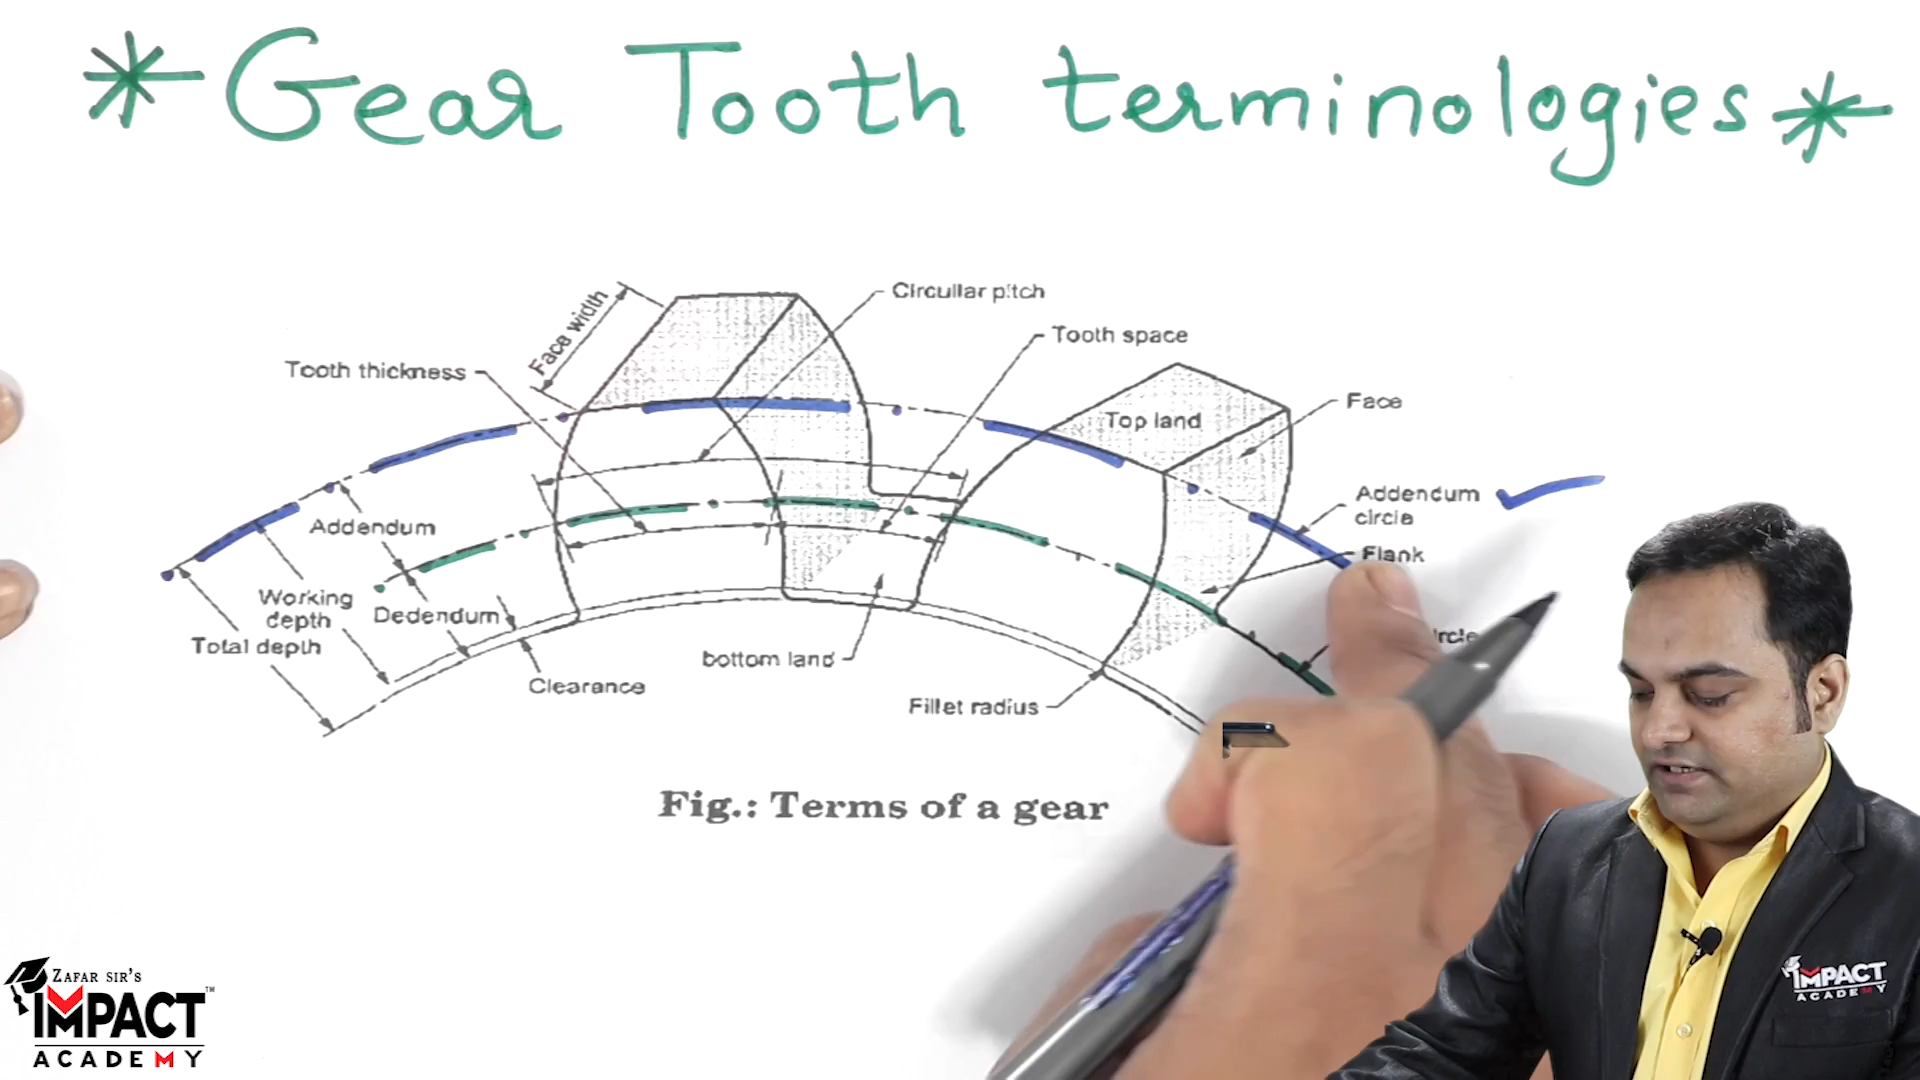 * Gear Tooth terminologies *
Circular pitch
Face width
Tooth space
Tooth thickness
Face
Top land
Addendum
circle
Addendum
Flank
Working
depth
Dedendum
Total depth
bottom land
Clearance
Fillet radius
Fig.: Terms of a gear
ZAFAR SIR'S
IMPACT™
ACADEMY
IMPACT
ACADEMY